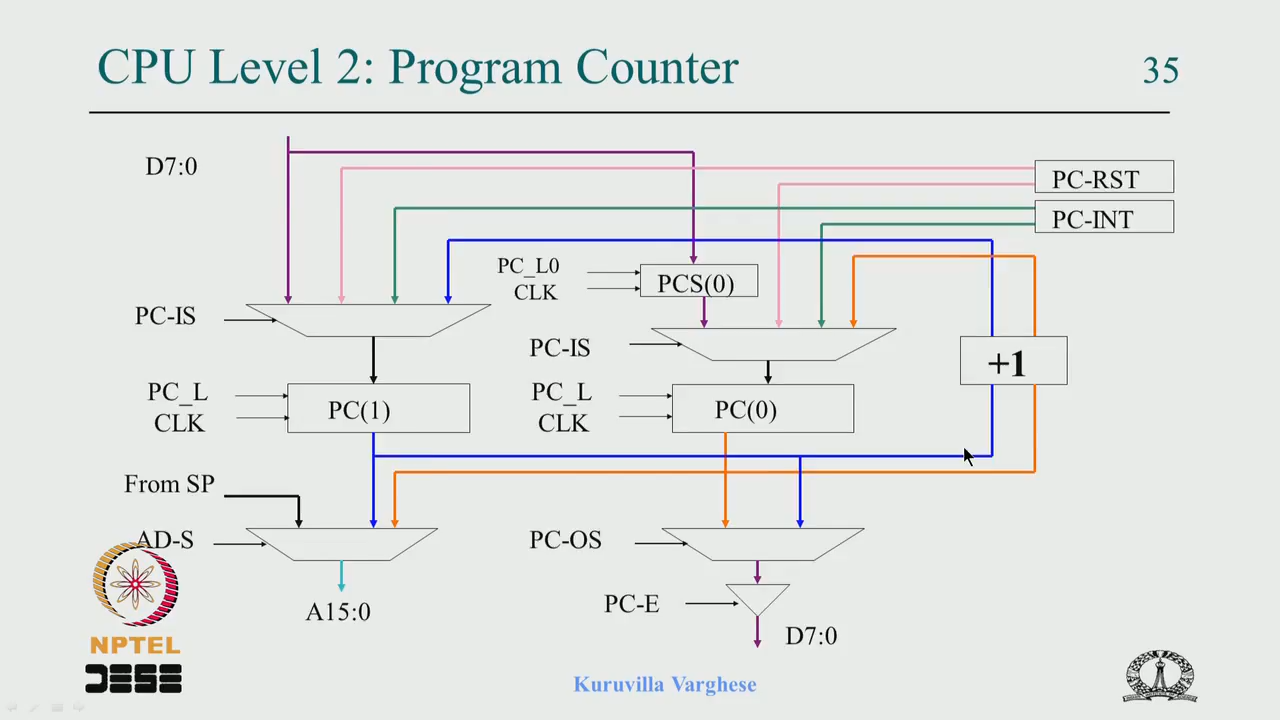 CPU Level 2: Program Counter
35
D7:0
PC-RST
PC-INT
PC_L0
CLK
PCS(0)
PC-IS
PC-IS
+1
PC_L
CLK
PC(1)
PC_L
CLK
PC(0)
From SP
AD-S
PC-OS
A15:0
PC-E
D7:0
NPTEL
DESE
Kuruvilla Varghese